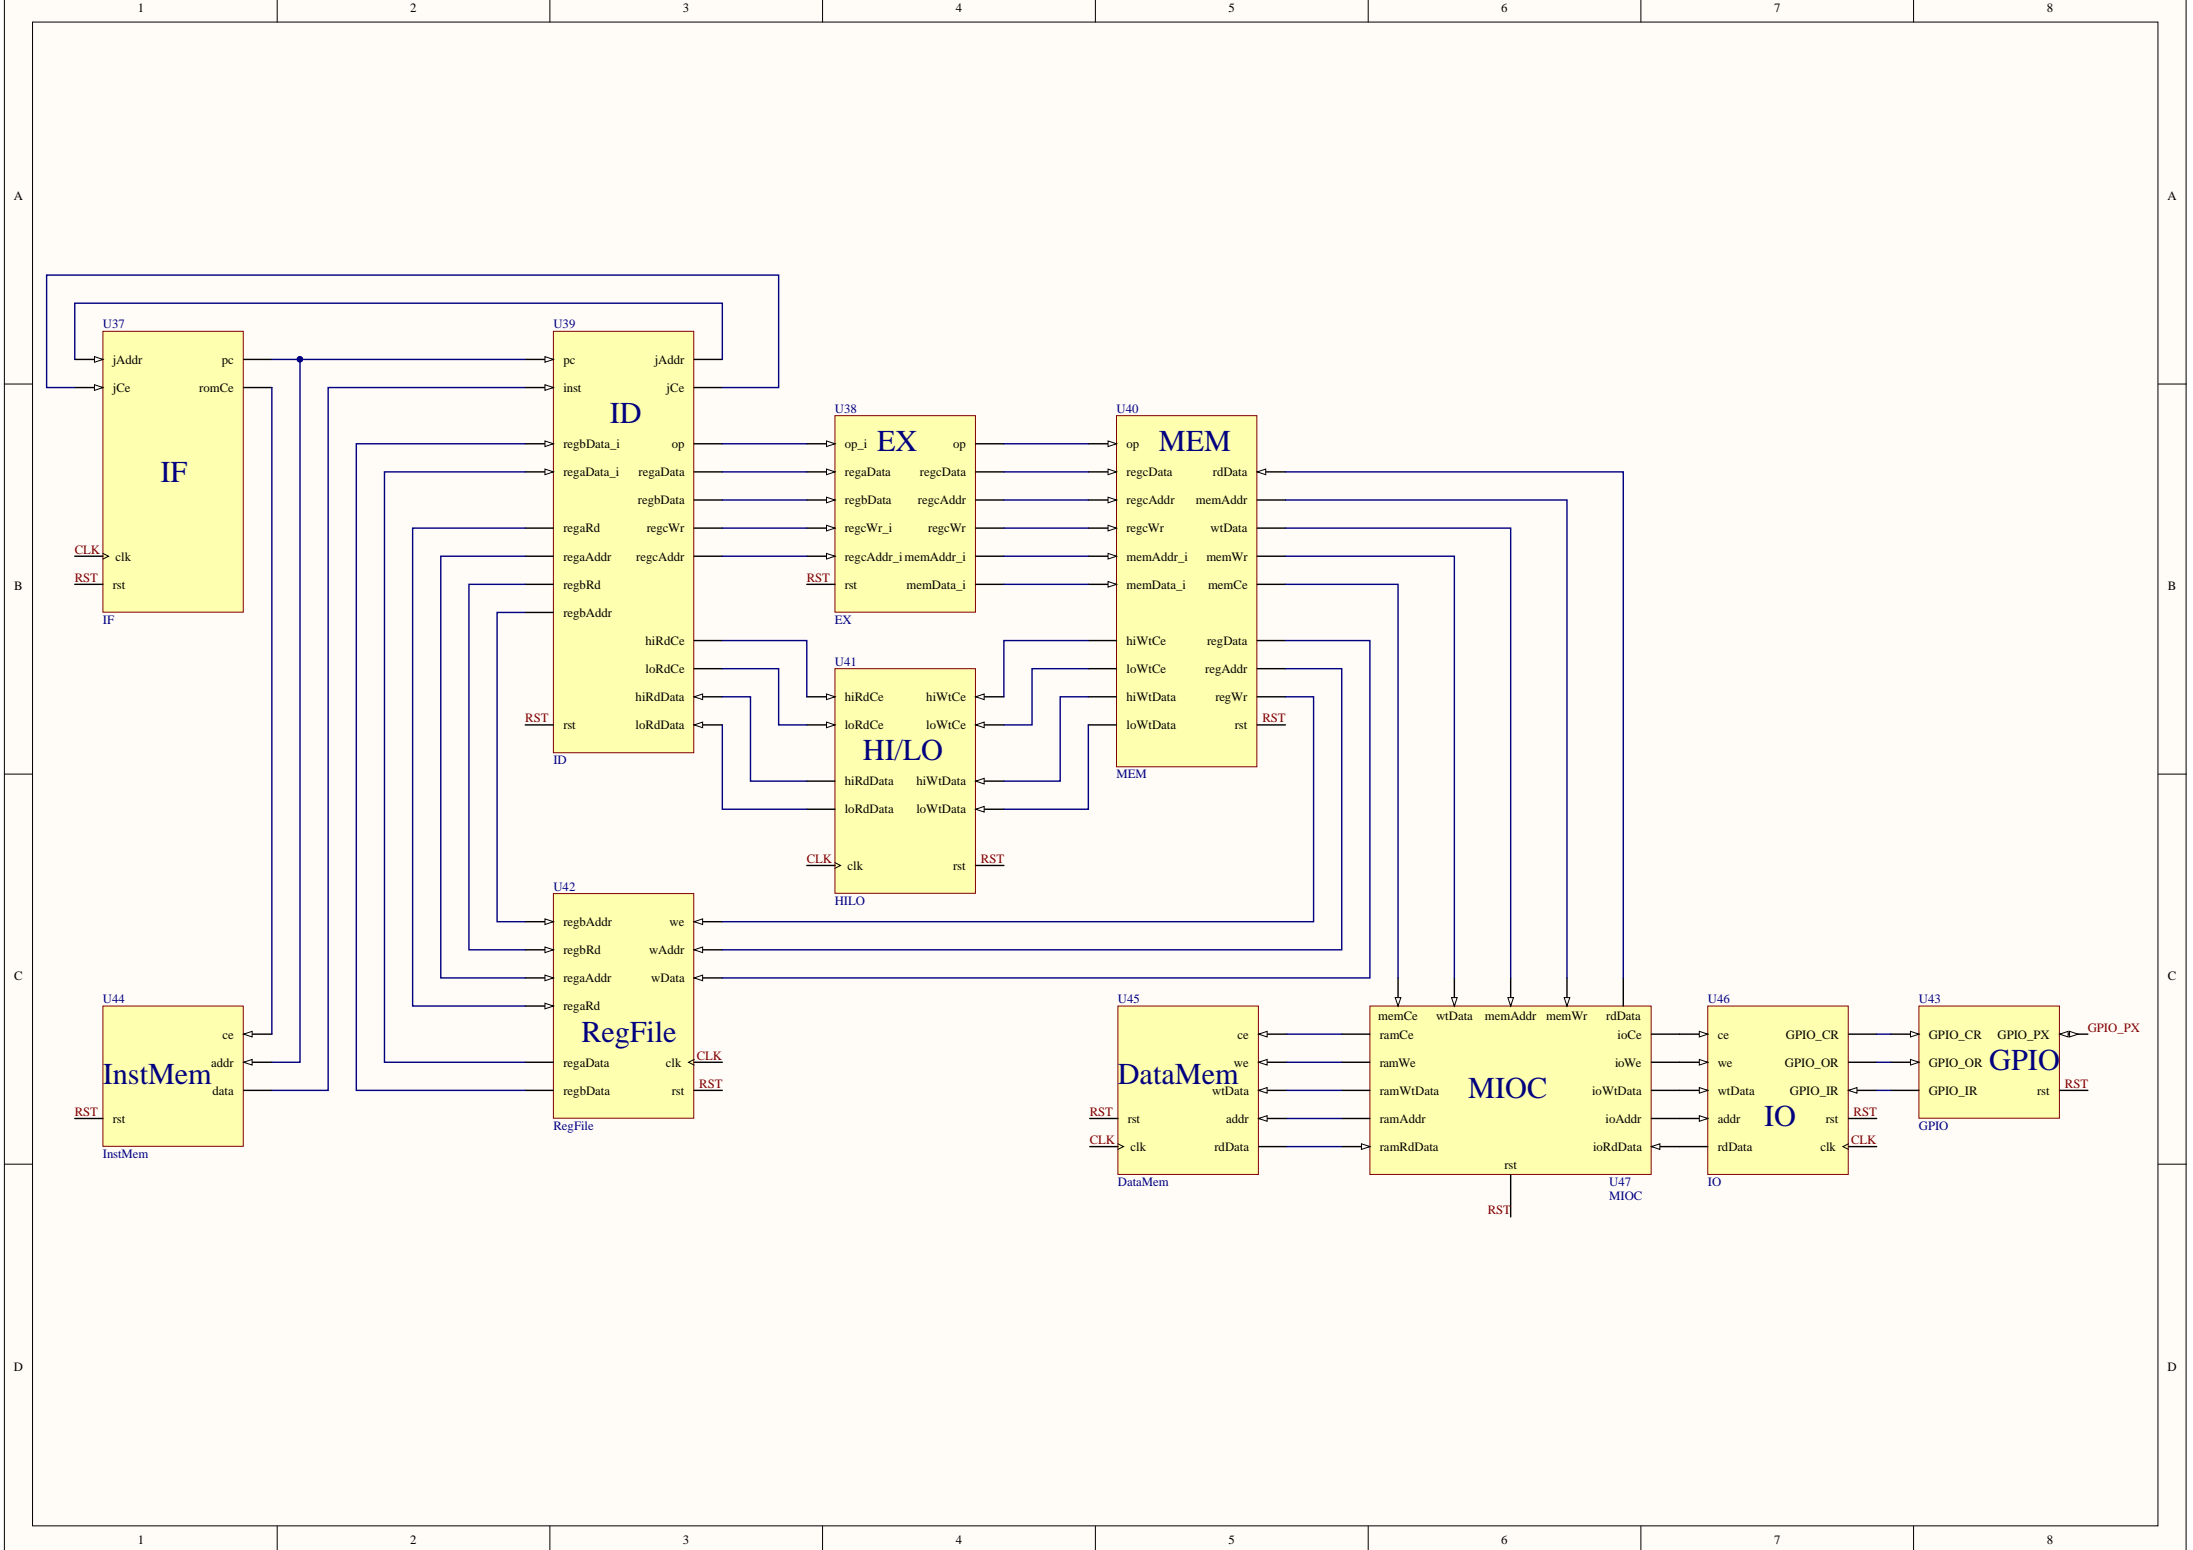 1 2 3 4 5 6 7 8
A A
U37 U39
jAddr pc pc jAddr
jCe romCe inst jCe
U38 U40
ID
EX MEM
regbData_i op op_i op op
IF
regaData_i regaData regaData regcData regcData rdData
regbData regbData regcAddr regcAddr memAddr
regaRd regcWr regcWr_i regcWr regcWr wtData
CLK clk regaAddr regcAddr regcAddr_i memAddr_i memAddr_i memWr
B RST rst regbRd RST rst memData_i memData_i memCe B
IF regbAddr EX
hiRdCe hiWtCe regData
U41
loRdCe loWtCe regAddr
hiRdData hiRdCe hiWtCe hiWtData regWr
RST rst loRdData loRdCe loWtCe loWtData rst RST
HI/LO
ID MEM
hiRdData hiWtData
loRdData loWtData
CLK clk rst RST
U42 HILO
regbAddr we
regbRd wAddr
C regaAddr wData C
U44 regaRd U45 U46 U43
memCe wtData memAddr memWr rdData
ce RegFile ce ramCe ioCe ce GPIO_CR GPIO_CR GPIO_PX GPIO_PX
addr regaData clk CLK we ramWe ioWe we GPIO_OR GPIO_OR GPIO
InstMem DataMem MIOC
data regbData rst RST wtData ramWtData ioWtData wtData GPIO_IR GPIO_IR rst RST
RST rst RST rst addr ramAddr ioAddr addr IO rst RST
InstMem RegFile CLK clk rdData ramRdData ioRdData rdData clk CLK GPIO
rst
DataMem U47 IO
MIOC
RST
D D
1 2 3 4 5 6 7 8